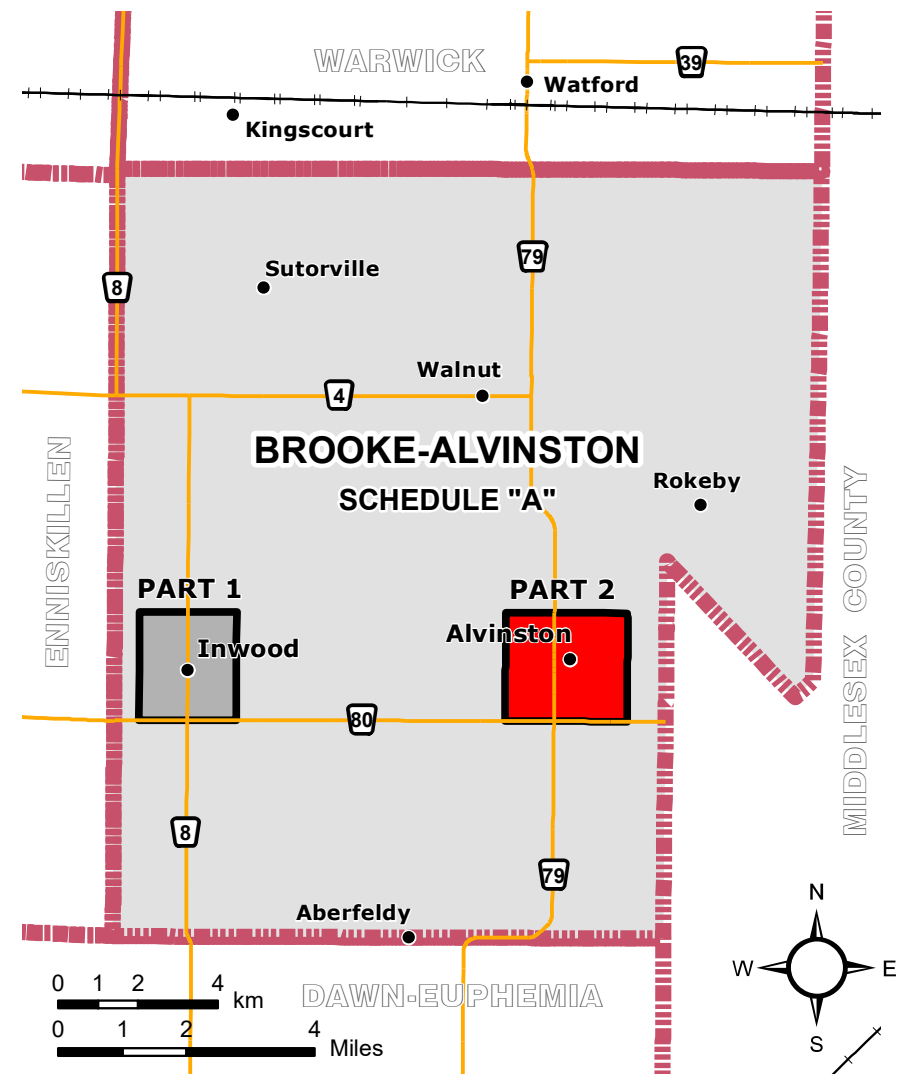 WARWICK
39
Watford
Kingscourt
79
Sutorville
8
Walnut
4
BROOKE-ALVINSTON
SCHEDULE "A"
Rokeby
ENNISKILLEN
MIDDLESEX COUNTY
PART 1
PART 2
Alvinston
Inwood
80
8
79
Aberfeldy
N
W
E
S
DAWN-EUPHEMIA
0 1 2 4
km
0 1 2 4
Miles